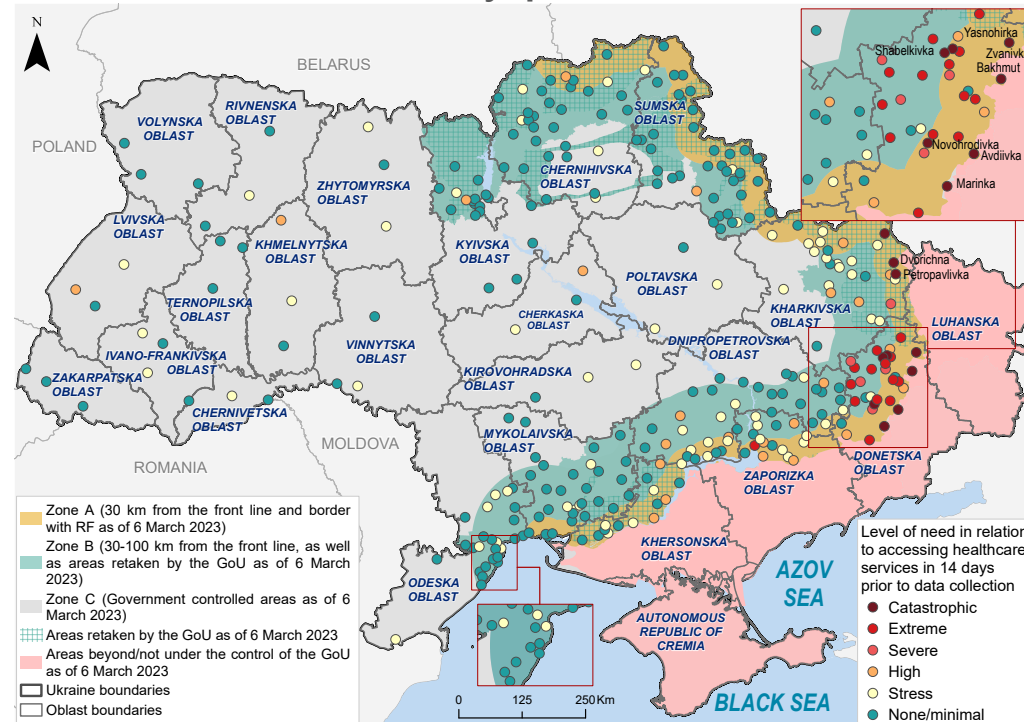 N
BELARUS
POLAND
ROMANIA
MOLDOVA
VOLYNSKA
OBLAST
RIVNENSKA
OBLAST
ZHYTOMYRSKA
OBLAST
CHERNIHIVSKA
OBLAST
SUMSKA
OBLAST
LVIVSKA
OBLAST
KHMELNYTSKA
OBLAST
KYIVSKA
OBLAST
POLTAVSKA
OBLAST
KHARKIVSKA
OBLAST
LUHANSKA
OBLAST
TERNOPILSKA
OBLAST
VINNYTSKA
OBLAST
CHERKASKA
OBLAST
DNIPROPETROVSKA
OBLAST
IVANO-FRANKIVSKA
OBLAST
ZAKARPATSKA
OBLAST
CHERNIVETSKA
OBLAST
KIROVOHRADSKA
OBLAST
MYKOLAIVSKA
OBLAST
ZAPORIZKA
OBLAST
DONETSKA
OBLAST
KHERSONSKA
OBLAST
ODESKA
OBLAST
AUTONOMOUS
REPUBLIC OF
CREMIA
AZOV
SEA
BLACK SEA
Dvorichna
Petropavlivka
Yasnohirka
Shabelkivka
Zvanivk
Bakhmut
Novohrodivka
Avdiivka
Marinka
Zone A (30 km from the front line and border
with RF as of 6 March 2023)
Zone B (30-100 km from the front line, as well
as areas retaken by the GoU as of 6 March
2023)
Zone C (Government controlled areas as of 6
March 2023)
Areas retaken by the GoU as of 6 March 2023
Areas beyond/not under the control of the GoU
as of 6 March 2023
Ukraine boundaries
Oblast boundaries
0 125 250 Km
Level of need in relation
to accessing healthcare
services in 14 days
prior to data collection
Catastrophic
Extreme
Severe
High
Stress
None/minimal